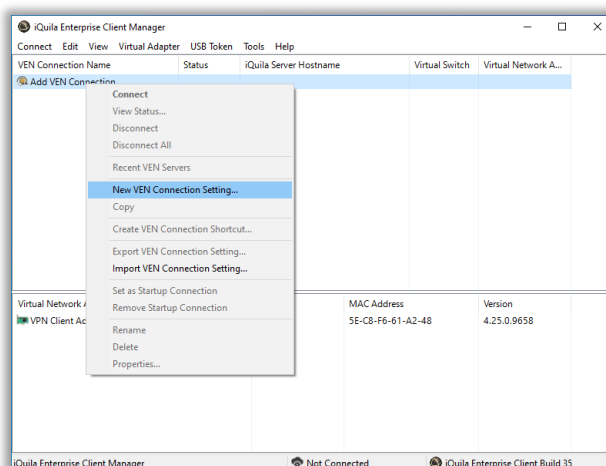 iQuila Enterprise Client Manager
Connect Edit View Virtual Adapter USB Token Tools Help
VEN Connection Name Status iQuila Server Hostname Virtual Switch Virtual Network A...
Add VEN Connection
Connect
View Status...
Disconnect
Disconnect All
Recent VEN Servers
New VEN Connection Setting...
Copy
Create VEN Connection Shortcut...
Export VEN Connection Setting...
Import VEN Connection Setting...
Set as Startup Connection
Remove Startup Connection
Rename
Delete
Properties...
Virtual Network A MAC Address Version
VPN Client Ad 5E-C8-F6-61-A2-48 4.25.0.9658
iQuila Enterprise Client Manager Not Connected iQuila Enterprise Client Build 35